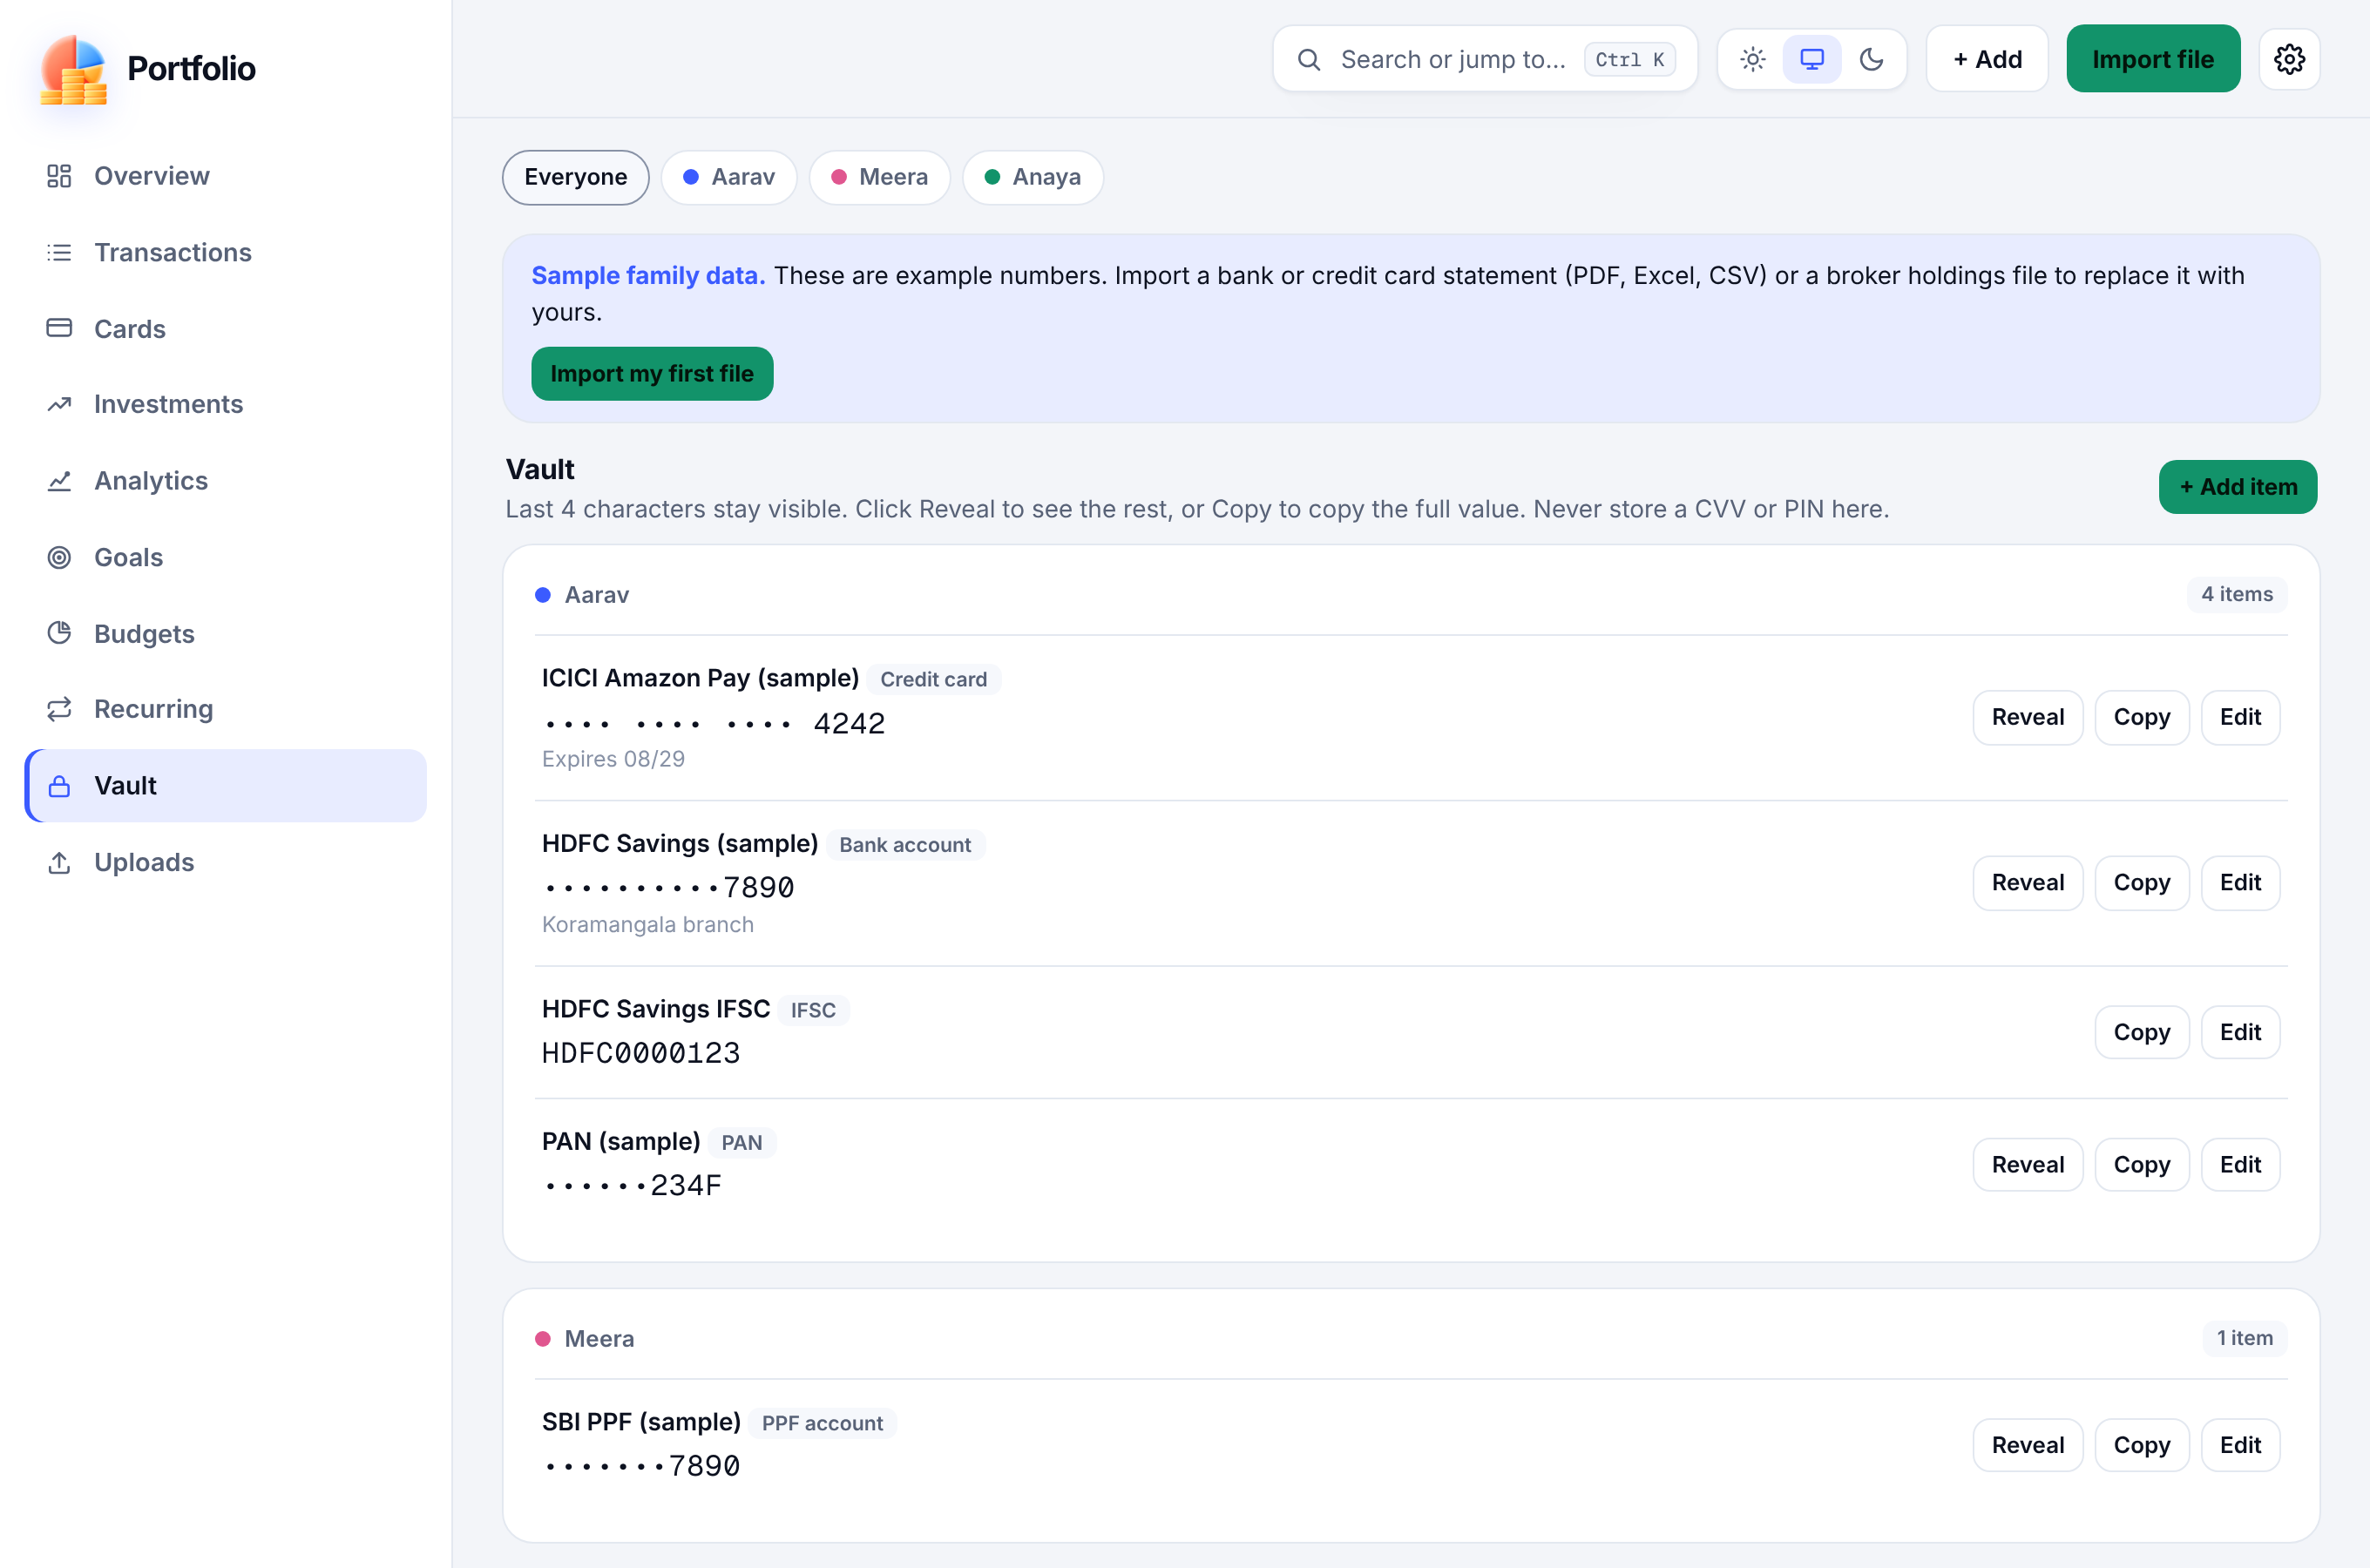 Portfolio
Search or jump to... Ctrl K
+ Add
Import file
Overview
Transactions
Cards
Investments
Analytics
Goals
Budgets
Recurring
Vault
Uploads
Everyone
Aarav
Meera
Anaya
Sample family data. These are example numbers. Import a bank or credit card statement (PDF, Excel, CSV) or a broker holdings file to replace it with
yours.
Import my first file
Vault
Last 4 characters stay visible. Click Reveal to see the rest, or Copy to copy the full value. Never store a CVV or PIN here.
+ Add item
Aarav
4 items
ICICI Amazon Pay (sample) Credit card
•••• •••• •••• 4242
Expires 08/29
Reveal Copy Edit
HDFC Savings (sample) Bank account
••••••••••7890
Koramangala branch
Reveal Copy Edit
HDFC Savings IFSC IFSC
HDFC0000123
Copy Edit
PAN (sample) PAN
••••••234F
Reveal Copy Edit
Meera
1 item
SBI PPF (sample) PPF account
•••••••7890
Reveal Copy Edit